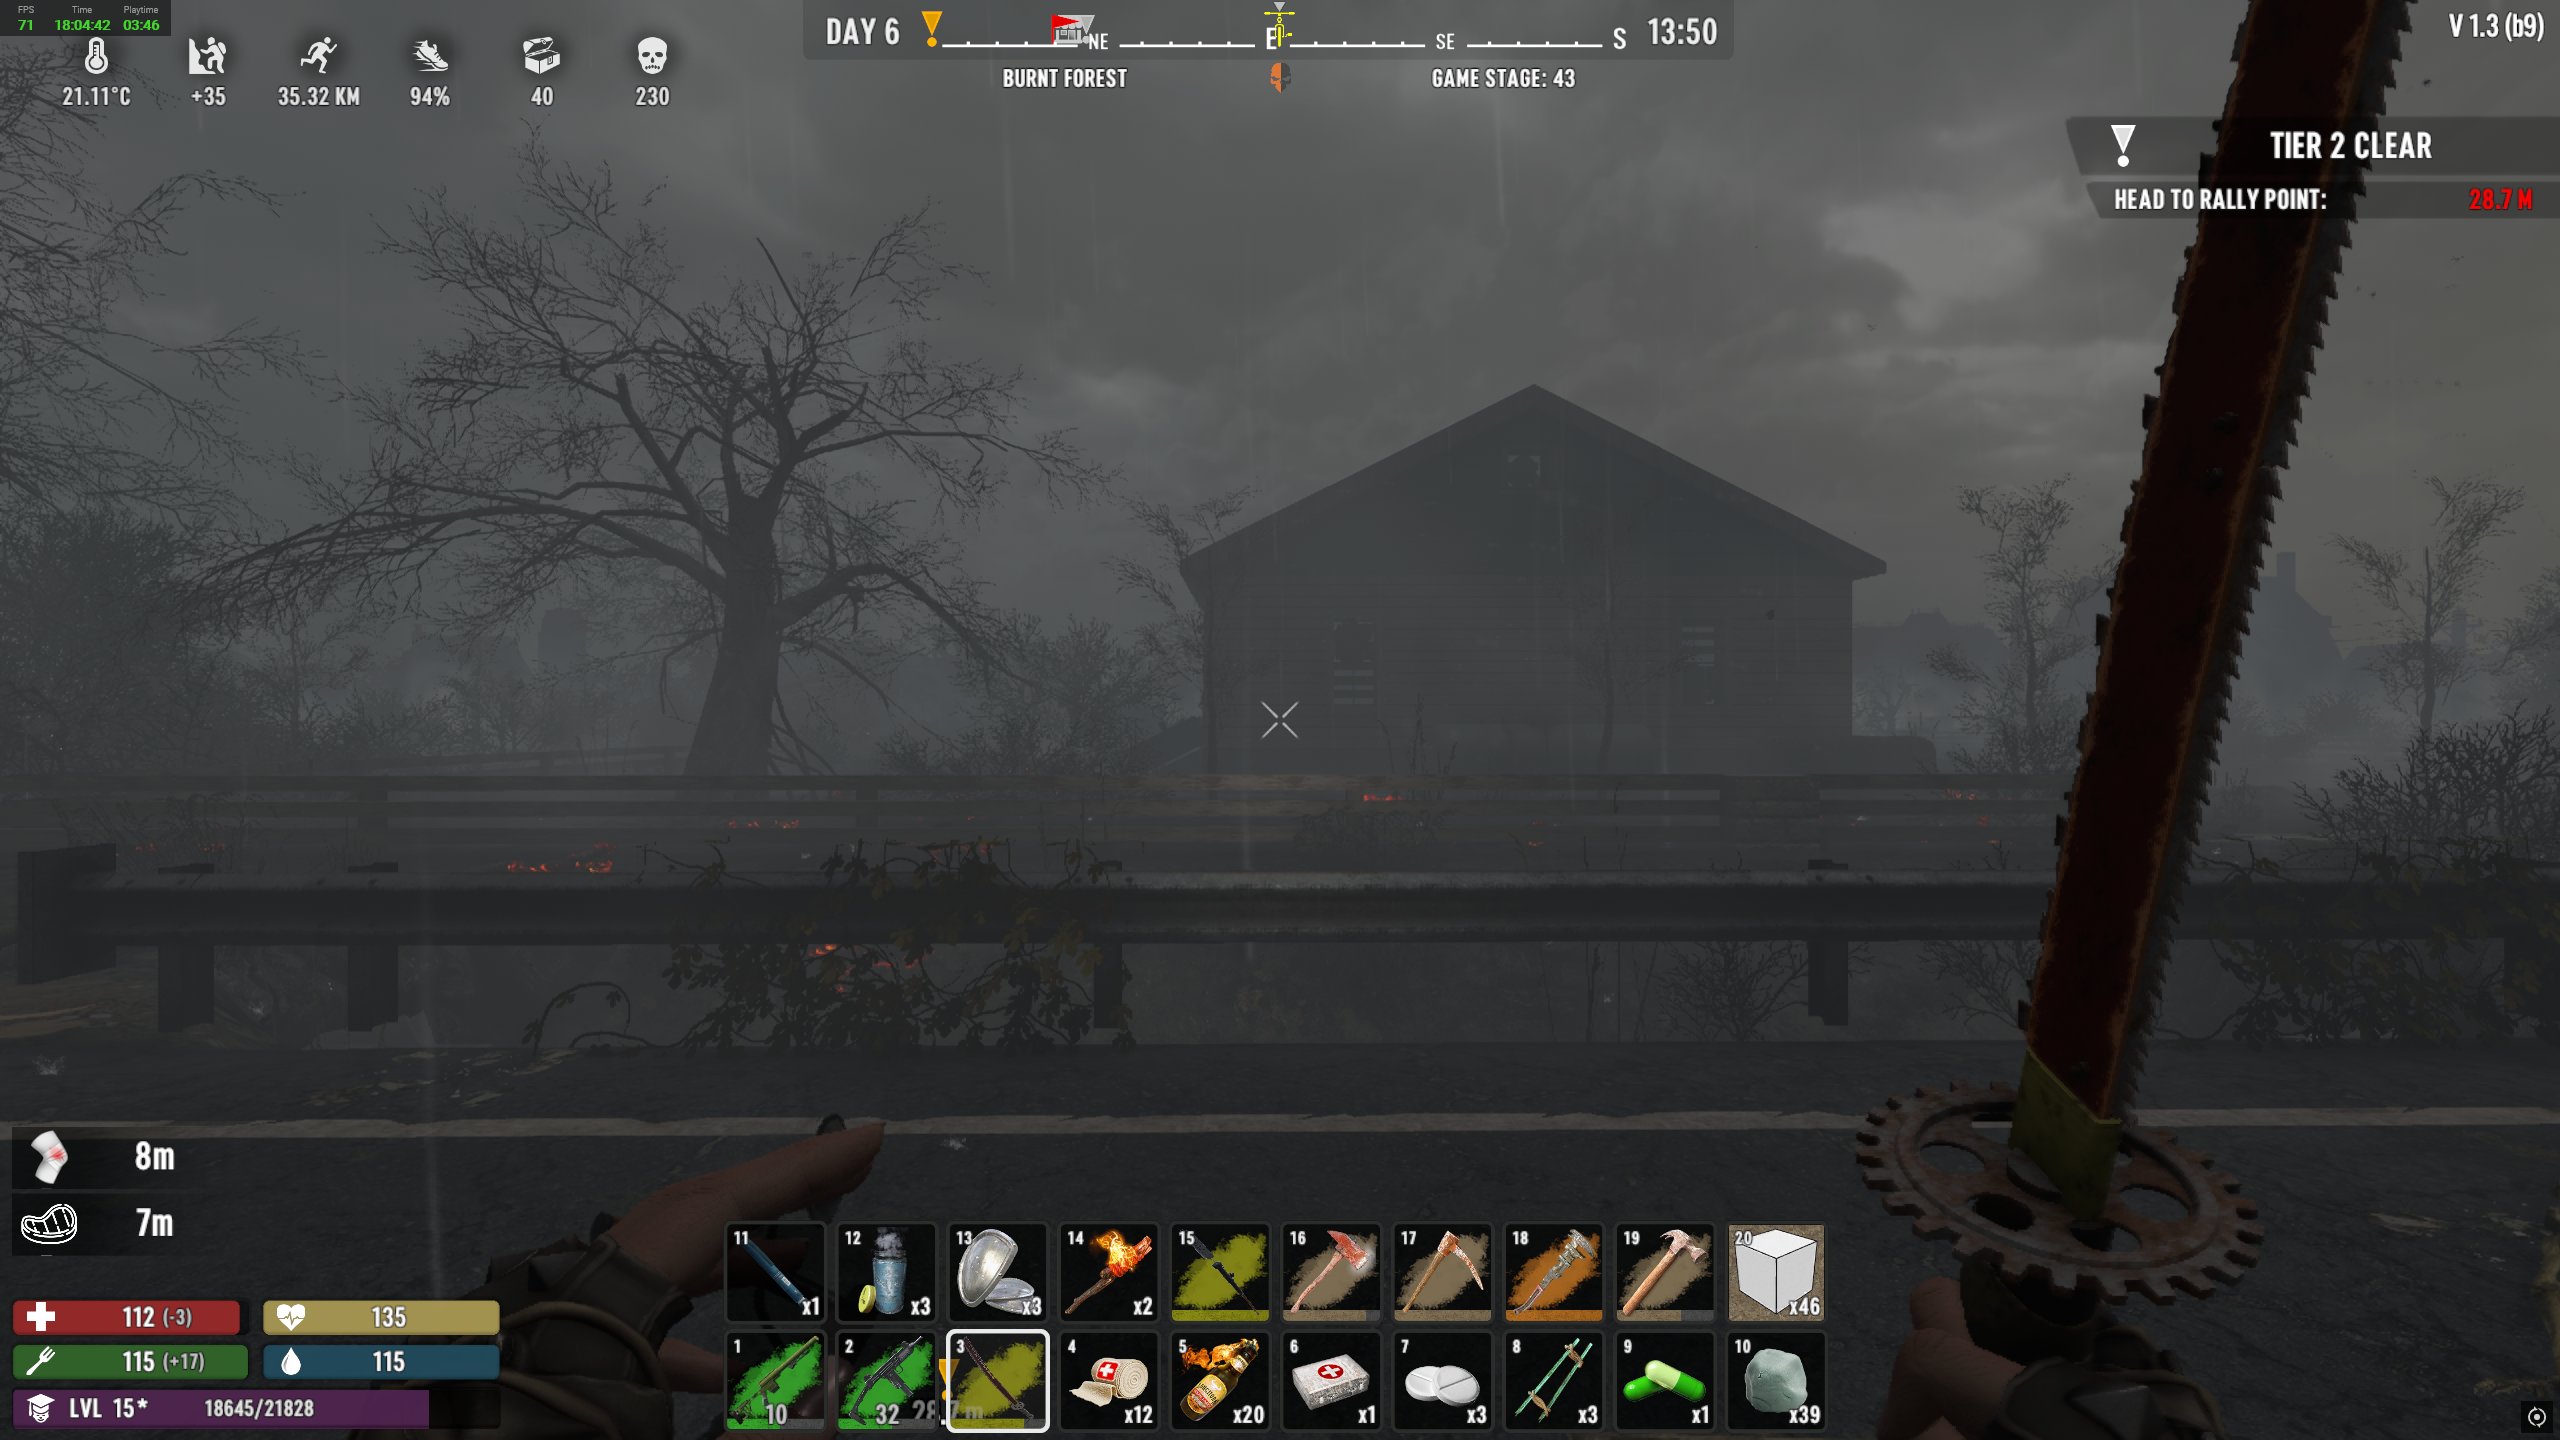 FPS Time Playtime
71 18:04:42 03:46
21.11°C +35 35.32 KM 94% 40 230
DAY 6 NE E SE S 13:50
BURNT FOREST GAME STAGE: 43
V 1.3 (b9)
TIER 2 CLEAR
HEAD TO RALLY POINT: 28.7 M
8m
7m
112 (-3) 135
115 (+17) 115
LVL 15* 18645/21828
11 12 13 14 15 16 17 18 19 20
x1 x3 x3 x2 x46
1 2 3 4 5 6 7 8 9 10
10 32 28.7 m x12 x20 x1 x3 x3 x1 x39